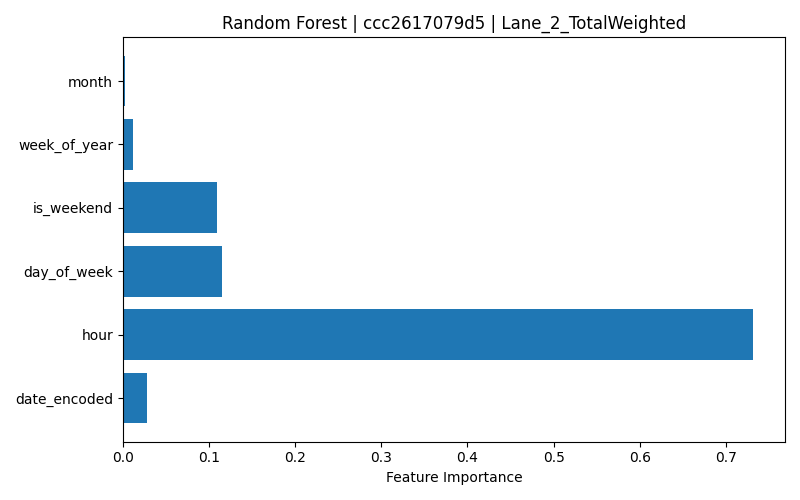 Random Forest | ccc2617079d5 | Lane_2_TotalWeighted
month
week_of_year
is_weekend
day_of_week
hour
date_encoded
0.0 0.1 0.2 0.3 0.4 0.5 0.6 0.7
Feature Importance